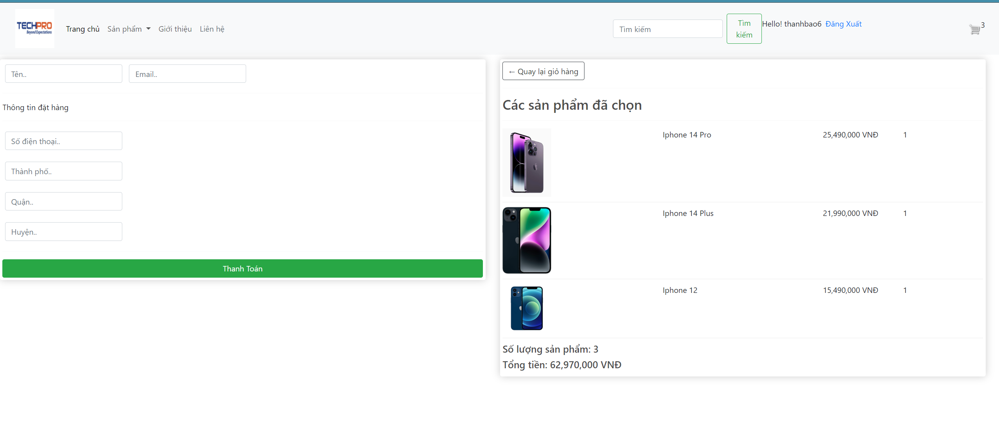 TECHPRO
Beyond Expectations
Trang chủ Sản phẩm Giới thiệu Liên hệ
Tìm kiếm
Tìm kiếm
Hello! thanhbao6 Đăng Xuất
3
Tên.. Email..
Thông tin đặt hàng
Số điện thoại..
Thành phố..
Quận..
Huyện..
Thanh Toán
← Quay lại giỏ hàng
Các sản phẩm đã chọn
Iphone 14 Pro 25,490,000 VNĐ 1
Iphone 14 Plus 21,990,000 VNĐ 1
Iphone 12 15,490,000 VNĐ 1
Số lượng sản phẩm: 3
Tổng tiền: 62,970,000 VNĐ